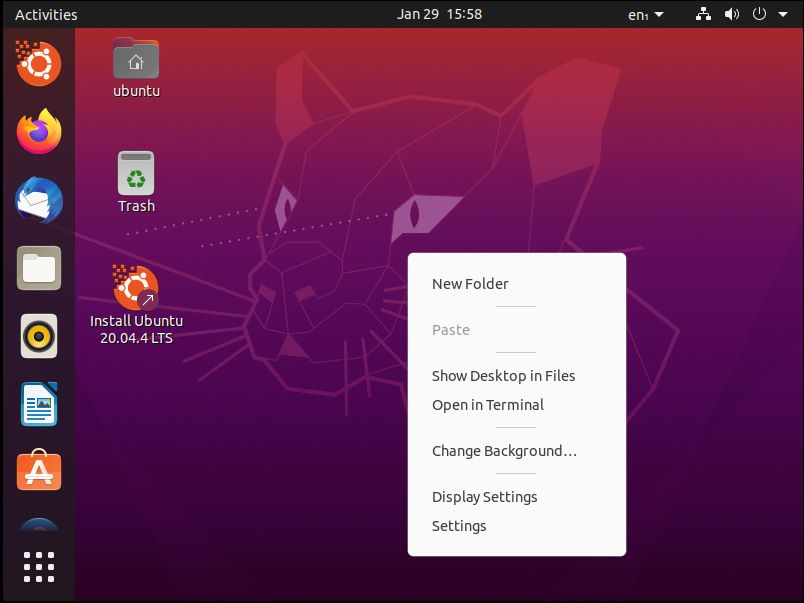 Activities
Jan 29 15:58
en₁
ubuntu
Trash
Install Ubuntu
20.04.4 LTS
New Folder
Paste
Show Desktop in Files
Open in Terminal
Change Background…
Display Settings
Settings